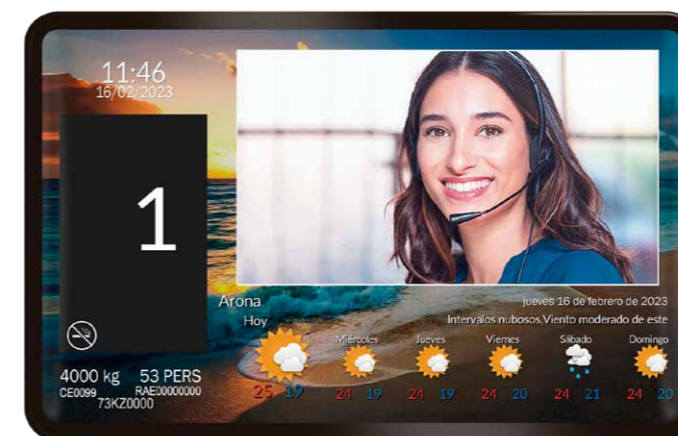 11:46
16/02/2023
1
4000 kg 53 PERS
CE0099 RAE00000000
73KZ0000
Arona
jueves 16 de febrero de 2023
Hoy
Intervalos nubosos,Viento moderado de este
Miércoles Jueves Viernes Sábado Domingo
25 19 24 19 24 19 24 20 24 21 24 20